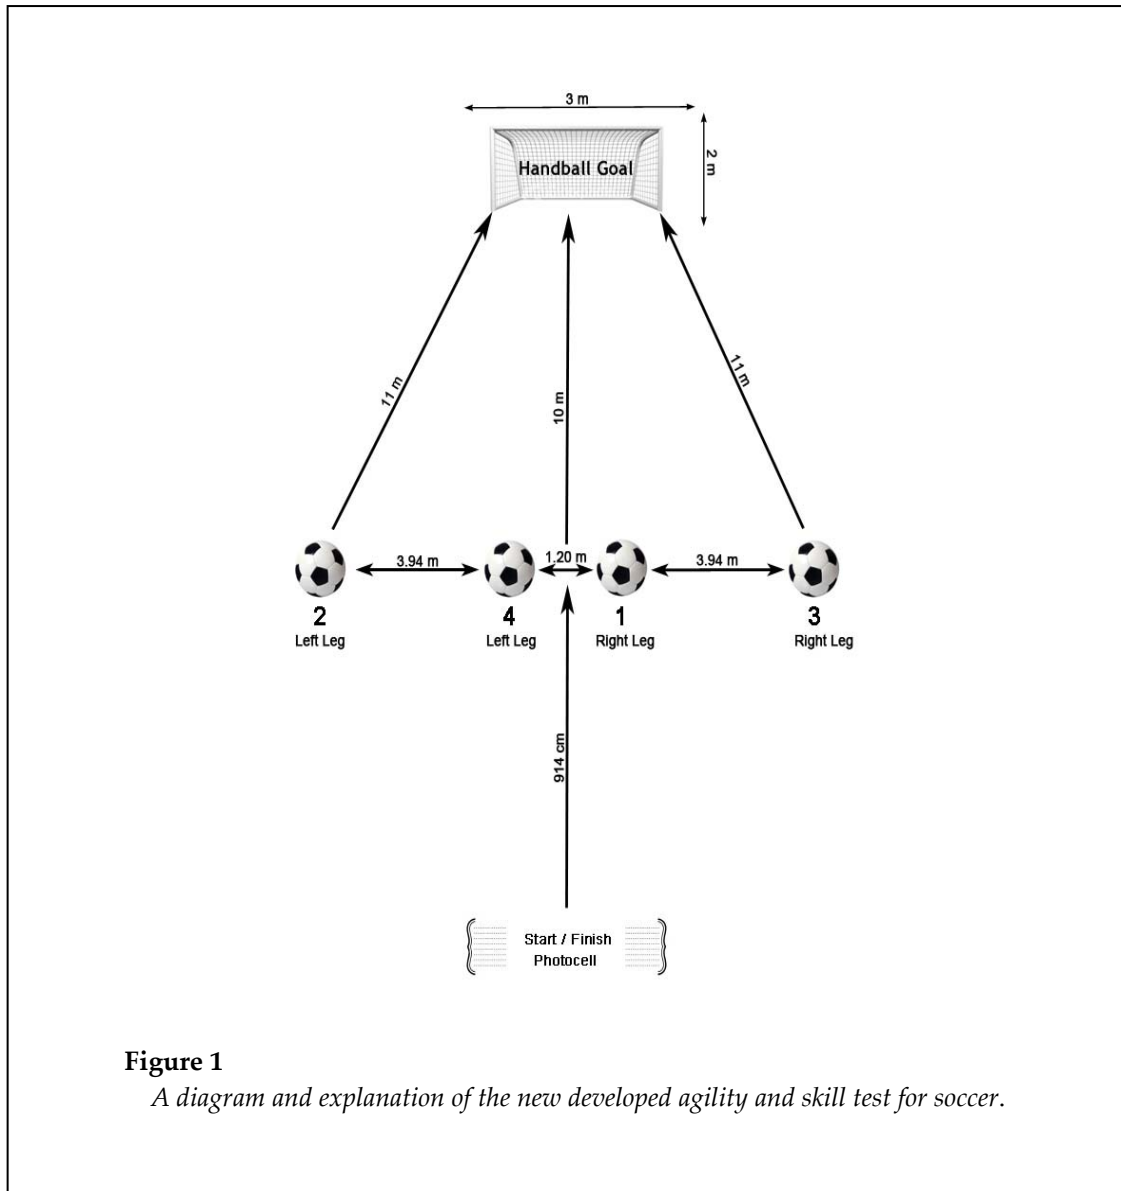 3 m
2 m
Handball Goal
11 m
10 m
11 m
3.94 m
1.20 m
3.94 m
2
4
1
3
Left Leg
Left Leg
Right Leg
Right Leg
914 cm
Start / Finish
Photocell
Figure 1
A diagram and explanation of the new developed agility and skill test for soccer.